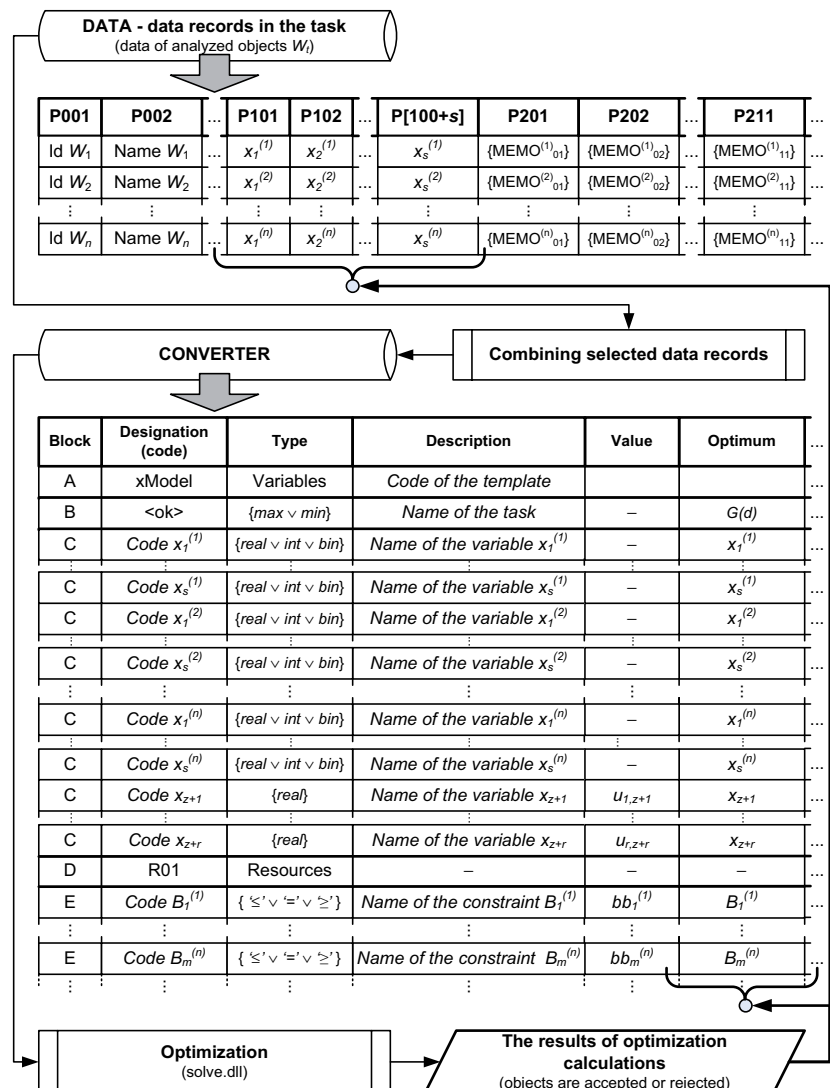 DATA - data records in the task
(data of analyzed objects Wₜ)
P001 P002 ... P101 P102 ... P[100+s] P201 P202 ... P211 ...
Id W₁ Name W₁ ... x₁⁽¹⁾ x₂⁽¹⁾ ... xₛ⁽¹⁾ {MEMO⁽¹⁾₀₁} {MEMO⁽¹⁾₀₂} ... {MEMO⁽¹⁾₁₁} ...
Id W₂ Name W₂ ... x₁⁽²⁾ x₂⁽²⁾ ... xₛ⁽²⁾ {MEMO⁽²⁾₀₁} {MEMO⁽²⁾₀₂} ... {MEMO⁽²⁾₁₁} ...
⋮ ⋮ ⋮ ⋮ ⋮ ⋮ ⋮ ⋮
Id Wₙ Name Wₙ ... x₁⁽ⁿ⁾ x₂⁽ⁿ⁾ ... xₛ⁽ⁿ⁾ {MEMO⁽ⁿ⁾₀₁} {MEMO⁽ⁿ⁾₀₂} ... {MEMO⁽ⁿ⁾₁₁} ...
CONVERTER
Combining selected data records
Block Designation (code) Type Description Value Optimum ...
A xModel Variables Code of the template ...
B <ok> {max ∨ min} Name of the task – G(d) ...
C Code x₁⁽¹⁾ {real ∨ int ∨ bin} Name of the variable x₁⁽¹⁾ – x₁⁽¹⁾ ...
⋮ ⋮ ⋮ ⋮ ⋮ ⋮
C Code xₛ⁽¹⁾ {real ∨ int ∨ bin} Name of the variable xₛ⁽¹⁾ – xₛ⁽¹⁾ ...
C Code x₁⁽²⁾ {real ∨ int ∨ bin} Name of the variable x₁⁽²⁾ – x₁⁽²⁾ ...
⋮ ⋮ ⋮ ⋮ ⋮ ⋮
C Code xₛ⁽²⁾ {real ∨ int ∨ bin} Name of the variable xₛ⁽²⁾ – xₛ⁽²⁾ ...
⋮ ⋮ ⋮ ⋮ ⋮ ⋮
C Code x₁⁽ⁿ⁾ {real ∨ int ∨ bin} Name of the variable x₁⁽ⁿ⁾ – x₁⁽ⁿ⁾ ...
⋮ ⋮ ⋮ ⋮ ⋮ ⋮
C Code xₛ⁽ⁿ⁾ {real ∨ int ∨ bin} Name of the variable xₛ⁽ⁿ⁾ – xₛ⁽ⁿ⁾ ...
C Code x_{z+1} {real} Name of the variable x_{z+1} u_{1,z+1} x_{z+1} ...
⋮ ⋮ ⋮ ⋮ ⋮ ⋮
C Code x_{z+r} {real} Name of the variable x_{z+r} u_{r,z+r} x_{z+r} ...
D R01 Resources – – – ...
E Code B₁⁽¹⁾ { '≤' ∨ '=' ∨ '≥' } Name of the constraint B₁⁽¹⁾ bb₁⁽¹⁾ B₁⁽¹⁾ ...
⋮ ⋮ ⋮ ⋮ ⋮ ⋮
E Code Bₘ⁽ⁿ⁾ { '≤' ∨ '=' ∨ '≥' } Name of the constraint Bₘ⁽ⁿ⁾ bbₘ⁽ⁿ⁾ Bₘ⁽ⁿ⁾ ...
⋮ ⋮ ⋮ ⋮ ⋮ ⋮
Optimization
(solve.dll)
The results of optimization
calculations
(objects are accepted or rejected)